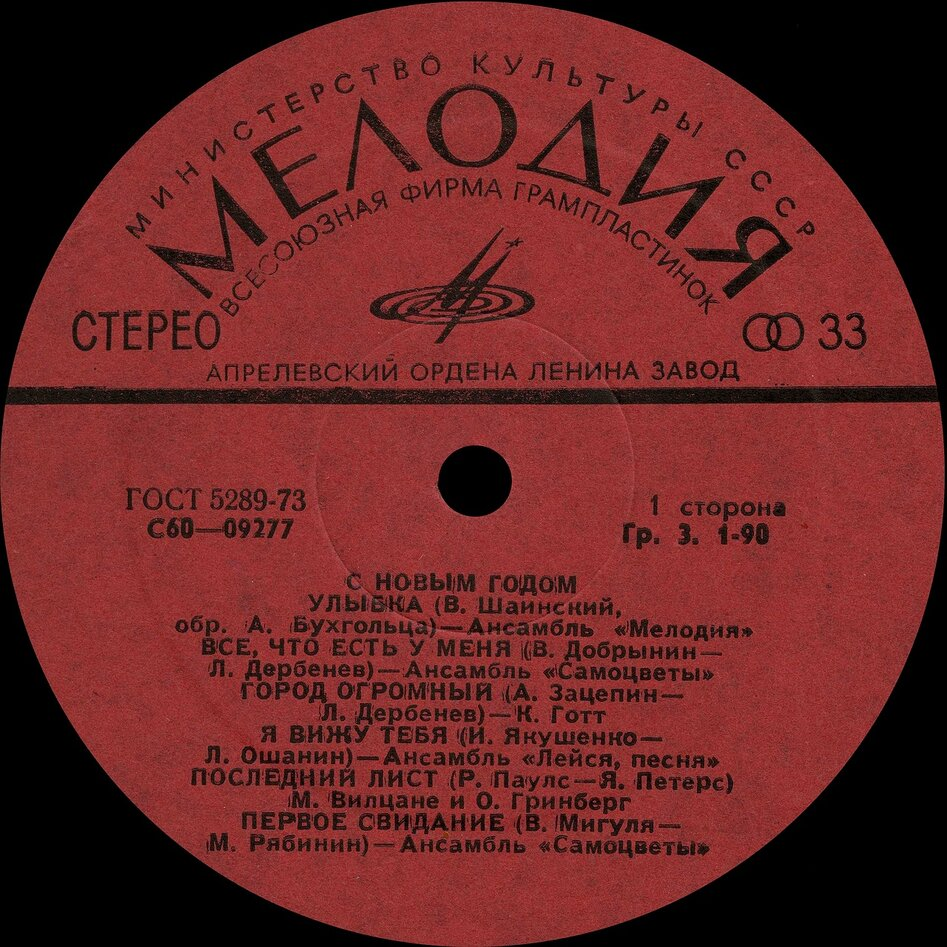 МИНИСТЕРСТВО КУЛЬТУРЫ СССР
МЕЛОДИЯ
ВСЕСОЮЗНАЯ ФИРМА ГРАМПЛАСТИНОК
СТЕРЕО
33
АПРЕЛЕВСКИЙ ОРДЕНА ЛЕНИНА ЗАВОД
ГОСТ 5289-73
С60—09277
1 сторона
Гр. 3. 1-90
С НОВЫМ ГОДОМ
УЛЫБКА (В. Шаинский,
обр. А. Бухгольца)—Ансамбль «Мелодия»
ВСЕ, ЧТО ЕСТЬ У МЕНЯ (В. Добрынин—
Л. Дербенев)—Ансамбль «Самоцветы»
ГОРОД ОГРОМНЫЙ (А. Зацепин—
Л. Дербенев)—К. Готт
Я ВИЖУ ТЕБЯ (И. Якушенко—
Л. Ошанин)—Ансамбль «Лейся, песня»
ПОСЛЕДНИЙ ЛИСТ (Р. Паулс—Я. Петерс)
М. Вилцане и О. Гринберг
ПЕРВОЕ СВИДАНИЕ (В. Мигуля—
М. Рябинин)—Ансамбль «Самоцветы»